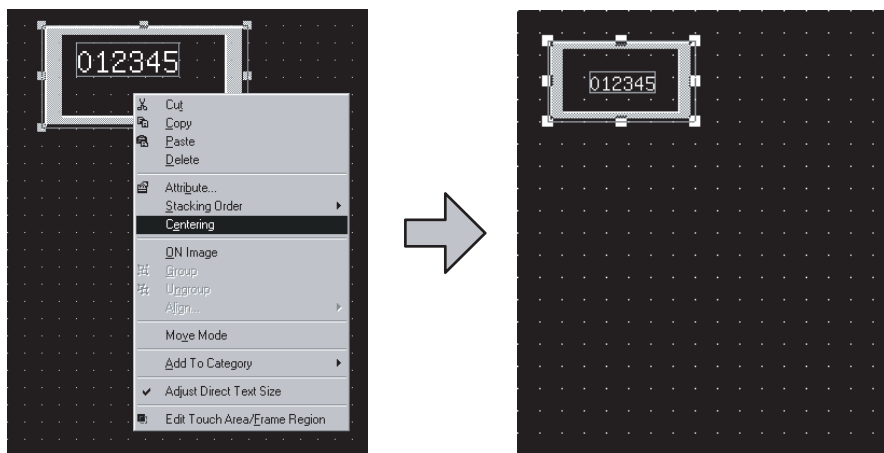 012345
Cut
Copy
Paste
Delete
Attribute...
Stacking Order
Centering
ON Image
Group
Ungroup
Align...
Move Mode
Add To Category
Adjust Direct Text Size
Edit Touch Area/Frame Region
012345